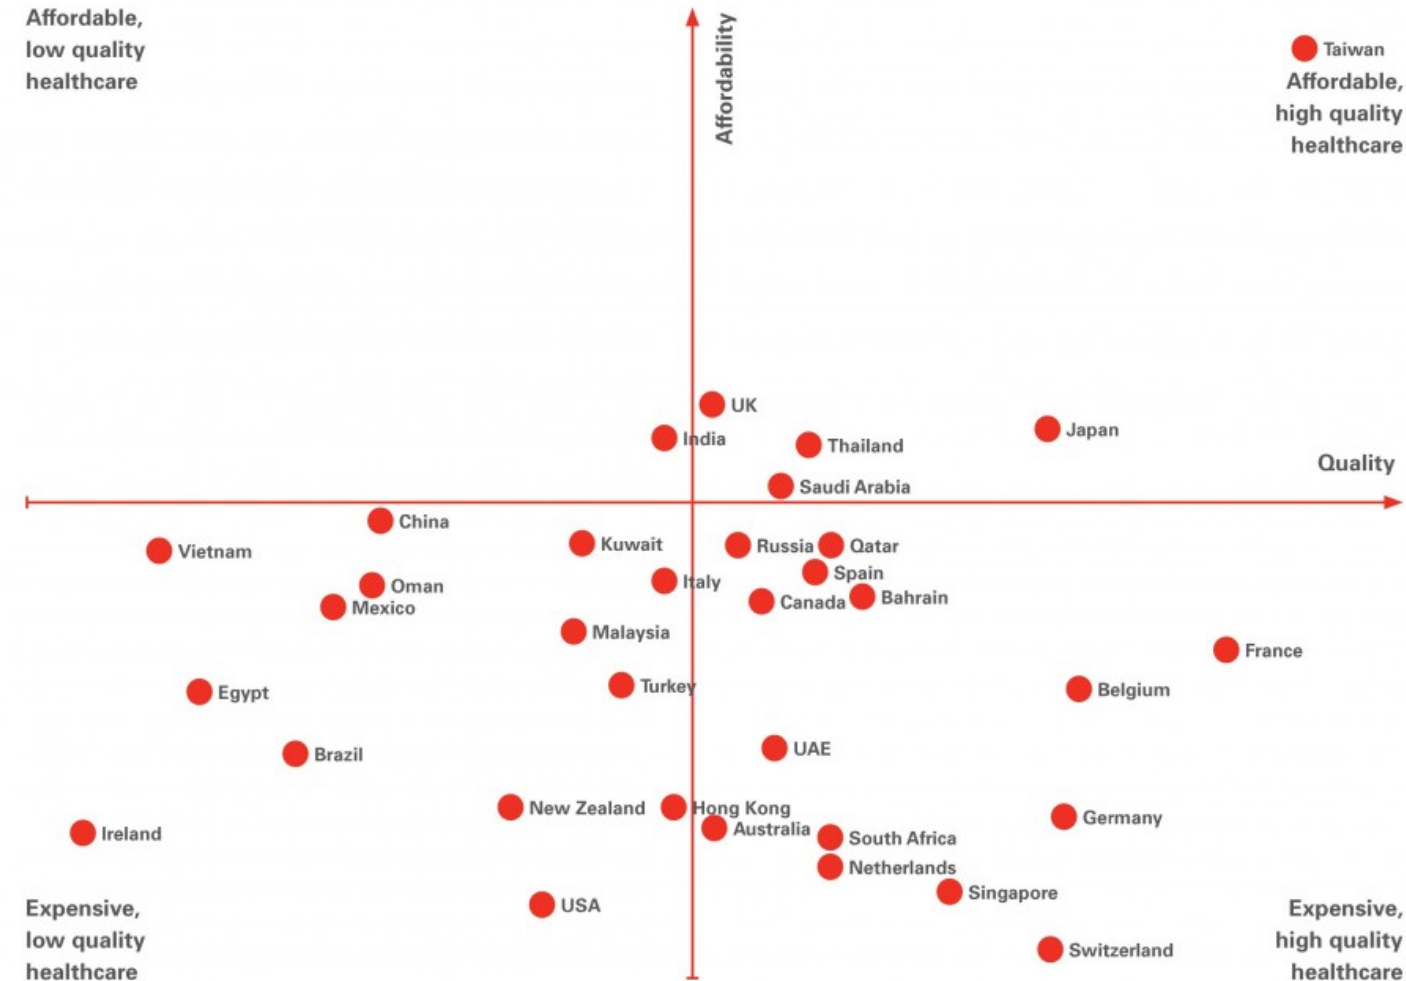 Affordable,
low quality
healthcare
Affordability
Taiwan
Affordable,
high quality
healthcare
UK
India
Thailand
Japan
Quality
Saudi Arabia
China
Vietnam
Kuwait
Russia
Qatar
Italy
Spain
Oman
Mexico
Canada
Bahrain
Malaysia
France
Turkey
Egypt
Belgium
Brazil
UAE
New Zealand
Hong Kong
Germany
Ireland
Australia
South Africa
Netherlands
Singapore
USA
Switzerland
Expensive,
low quality
healthcare
Expensive,
high quality
healthcare